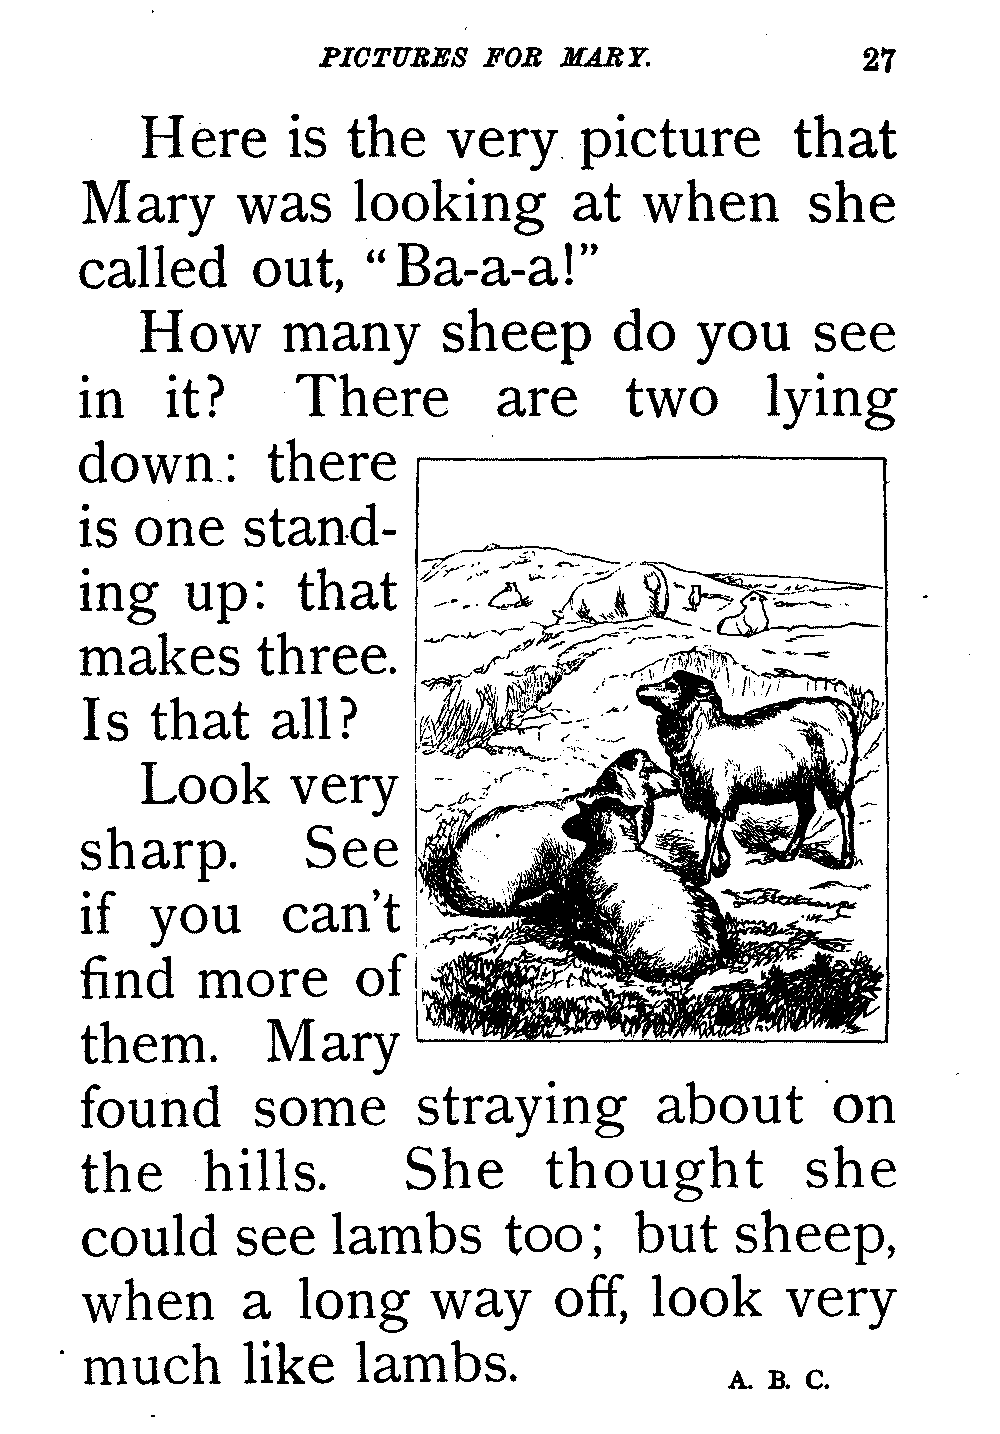 PICTURES FOR MARY. 27
Here is the very picture that
Mary was looking at when she
called out, “Ba-a-a!”
How many sheep do you see
in it? There are two lying
down: there
is one stand-
ing up: that
makes three.
Is that all?
Look very
sharp. See
if you can't
find more of
them. Mary
found some straying about on
the hills. She thought she
could see lambs too; but sheep,
when a long way off, look very
much like lambs.
A. B. C.